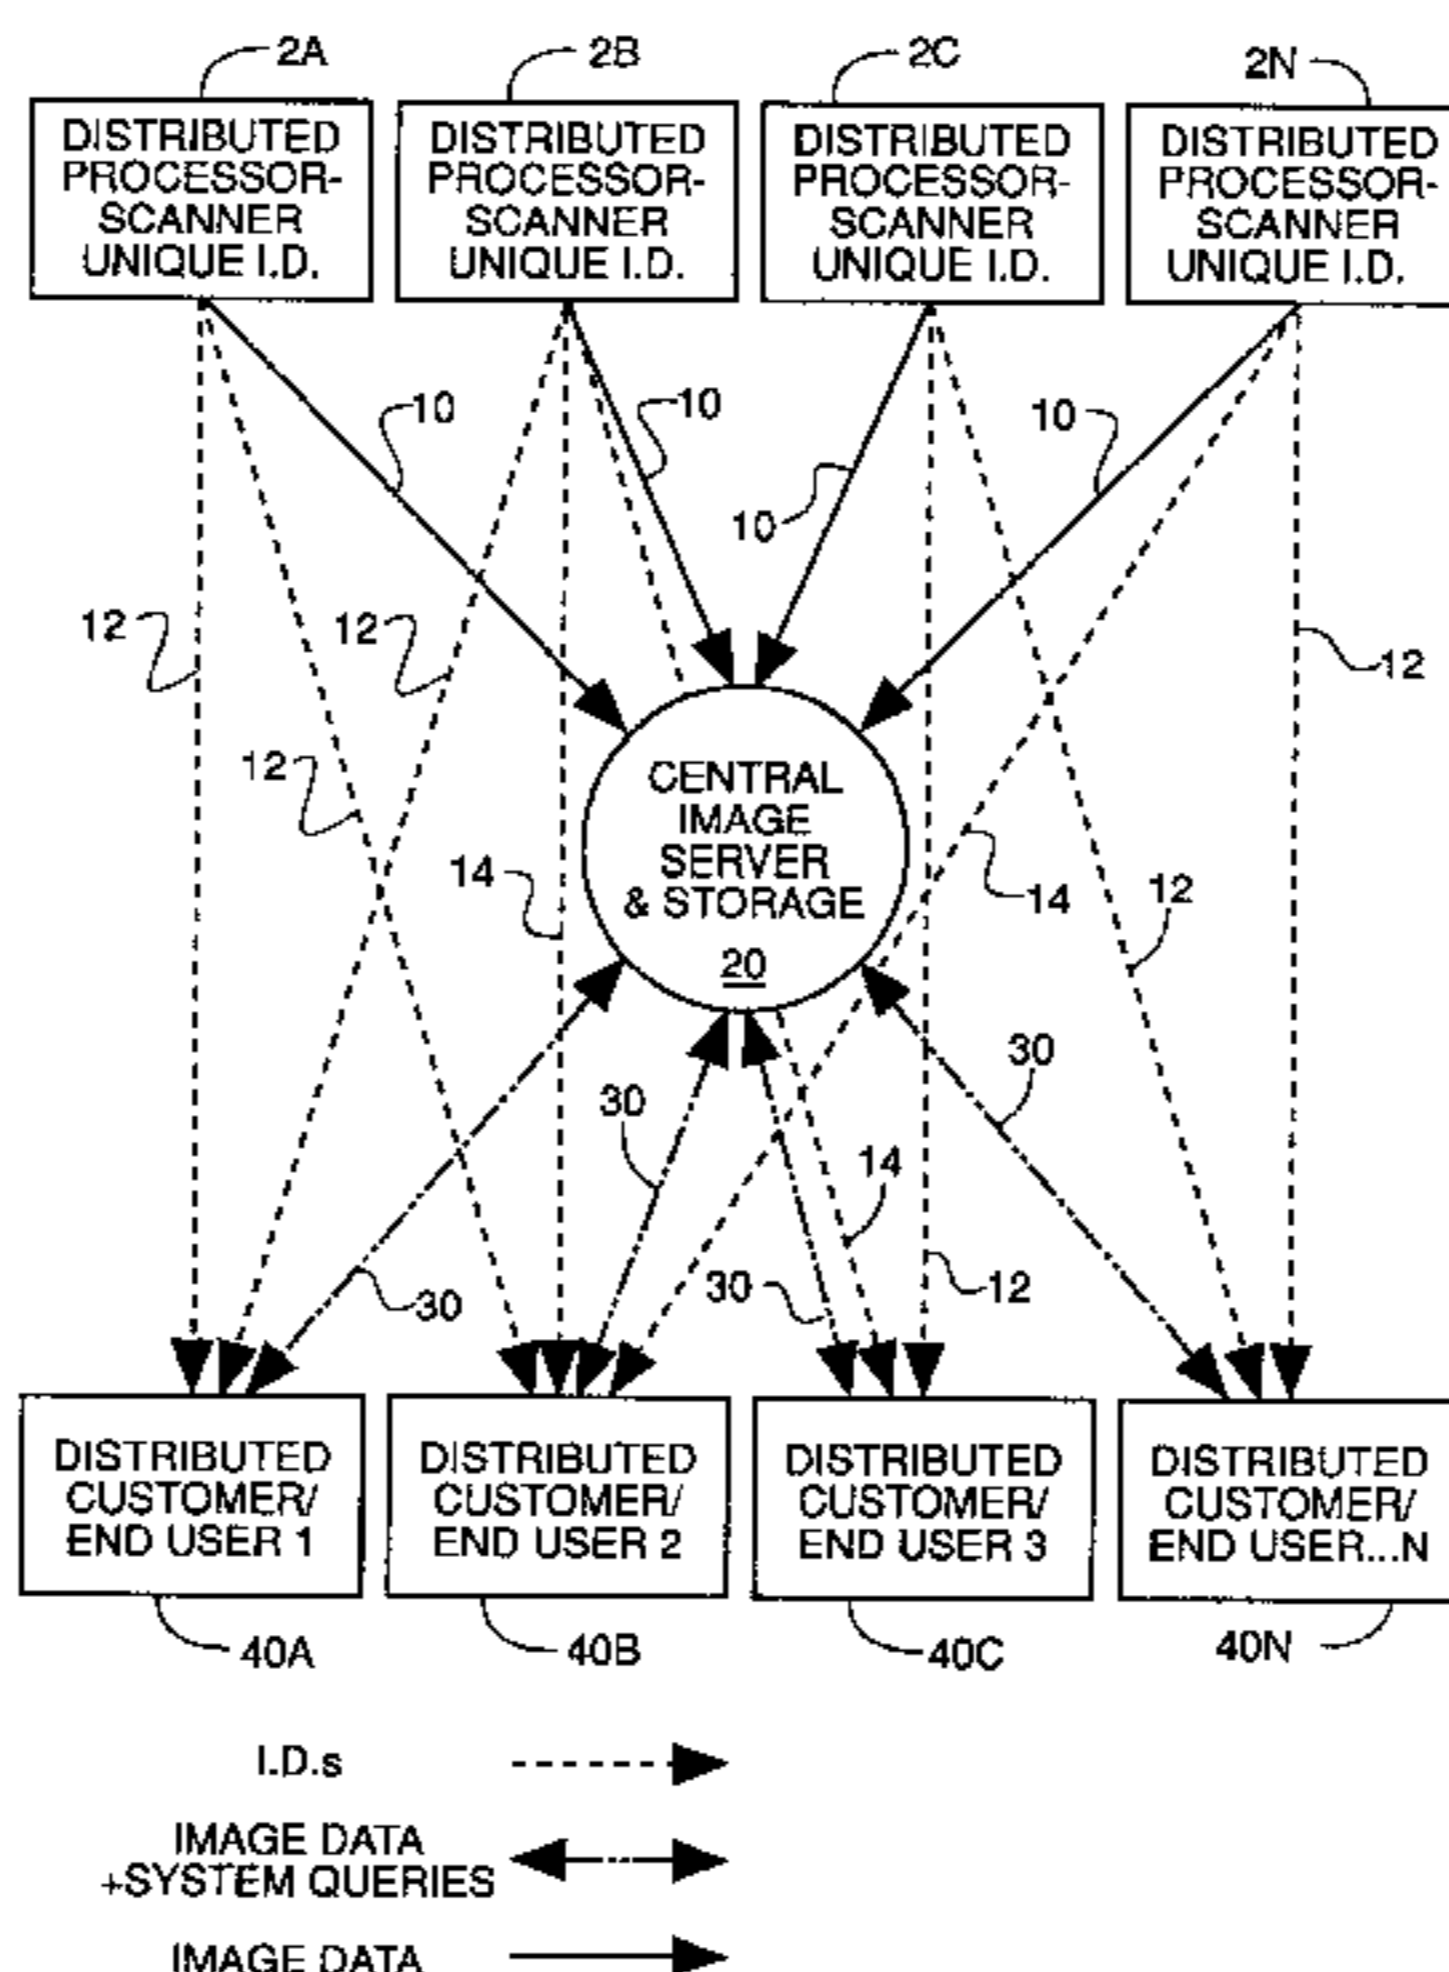 2A
2B
2C
2N
DISTRIBUTED
PROCESSOR-
SCANNER
UNIQUE I.D.
DISTRIBUTED
PROCESSOR-
SCANNER
UNIQUE I.D.
DISTRIBUTED
PROCESSOR-
SCANNER
UNIQUE I.D.
DISTRIBUTED
PROCESSOR-
SCANNER
UNIQUE I.D.
10
10
10
10
12
12
12
12
CENTRAL
IMAGE
SERVER
& STORAGE
20
14
14
12
30
30
14
30
30
12
DISTRIBUTED
CUSTOMER/
END USER 1
DISTRIBUTED
CUSTOMER/
END USER 2
DISTRIBUTED
CUSTOMER/
END USER 3
DISTRIBUTED
CUSTOMER/
END USER...N
40A
40B
40C
40N
I.D.s
IMAGE DATA
+SYSTEM QUERIES
IMAGE DATA